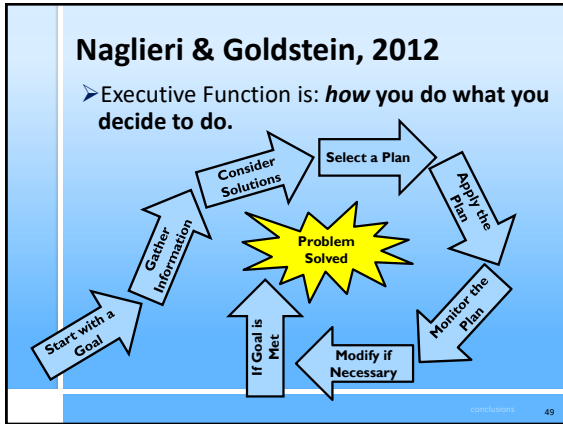 Naglieri & Goldstein, 2012
➢Executive Function is: how you do what you
decide to do.
Start with a
Goal
Gather
Information
Consider
Solutions
Select a Plan
Apply the
Plan
Monitor the
Plan
Modify if
Necessary
If Goal is
Met
Problem
Solved
conclusions
49